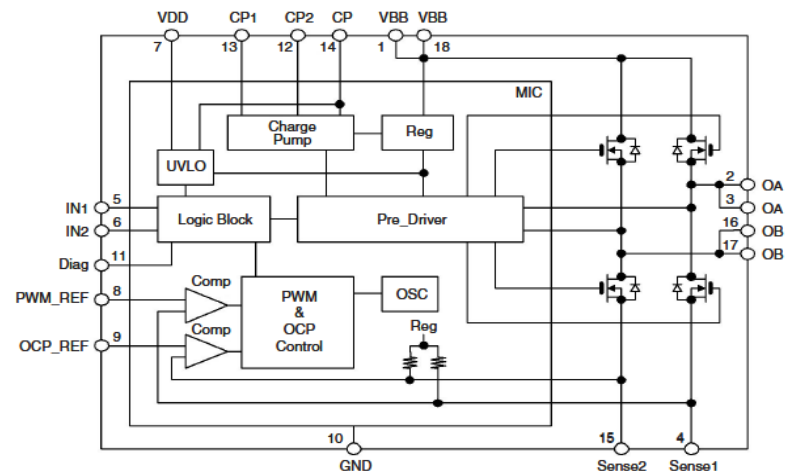 VDD CP1 CP2 CP VBB VBB
7 13 12 14 1 18
MIC
Charge
Pump
Reg
UVLO
2 OA
3 OA
16 OB
17 OB
IN1 5
IN2 6
Logic Block
Pre_Driver
Diag 11
PWM_REF 8
Comp
PWM
&
OCP
Control
OSC
Comp
Reg
OCP_REF 9
10 15 4
GND Sense2 Sense1